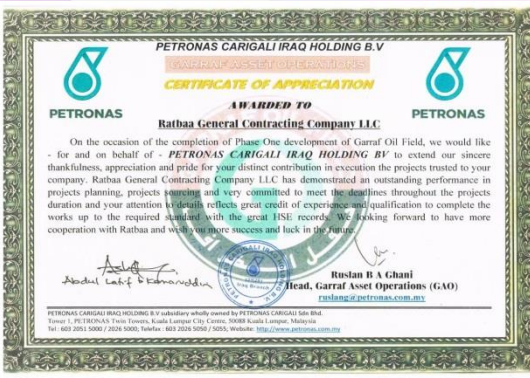 PETRONAS CARIGALI IRAQ HOLDING B.V
GARRAF ASSET OPERATIONS
CERTIFICATE OF APPRECIATION
PETRONAS
PETRONAS
AWARDED TO
Ratbaa General Contracting Company LLC
On the occasion of the completion of Phase One development of Garraf Oil Field, we would like
- for and on behalf of - PETRONAS CARIGALI IRAQ HOLDING BV to extend our sincere
thankfulness, appreciation and pride for your distinct contribution in execution the projects trusted to your
company. Ratbaa General Contracting Company LLC has demonstrated an outstanding performance in
projects planning, projects sourcing and very committed to meet the deadlines throughout the projects
duration and your attention to details reflects great credit of experience and qualification to complete the
works up to the required standard with the great HSE records. We looking forward to have more
cooperation with Ratbaa and wish you more success and luck in the future.
PETRONAS CARIGALI IRAQ HOLDING B.V
Iraq Branch
Abdul Latif Kamaruddin
Ruslan B A Ghani
Head, Garraf Asset Operations (GAO)
ruslang@petronas.com.my
PETRONAS CARIGALI IRAQ HOLDING B.V subsidiary wholly owned by PETRONAS CARIGALI Sdn Bhd.
Tower 1, PETRONAS Twin Towers, Kuala Lumpur City Centre, 50088 Kuala Lumpur, Malaysia
Tel : 603 2051 5000 / 2026 5000; Telefax : 603 2026 5050 / 5055; Website: http://www.petronas.com.my